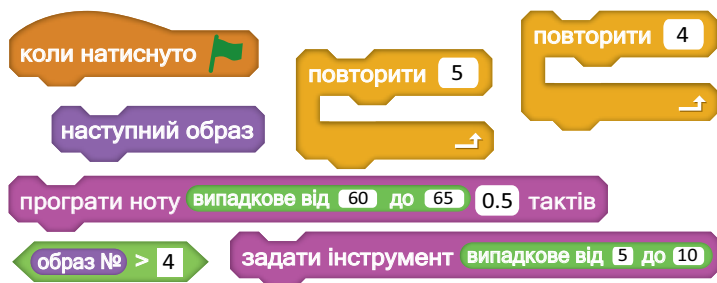 коли натиснуто
повторити 5
повторити 4
наступний образ
програти ноту випадкове від 60 до 65 0.5 тактів
образ № > 4
задати інструмент випадкове від 5 до 10